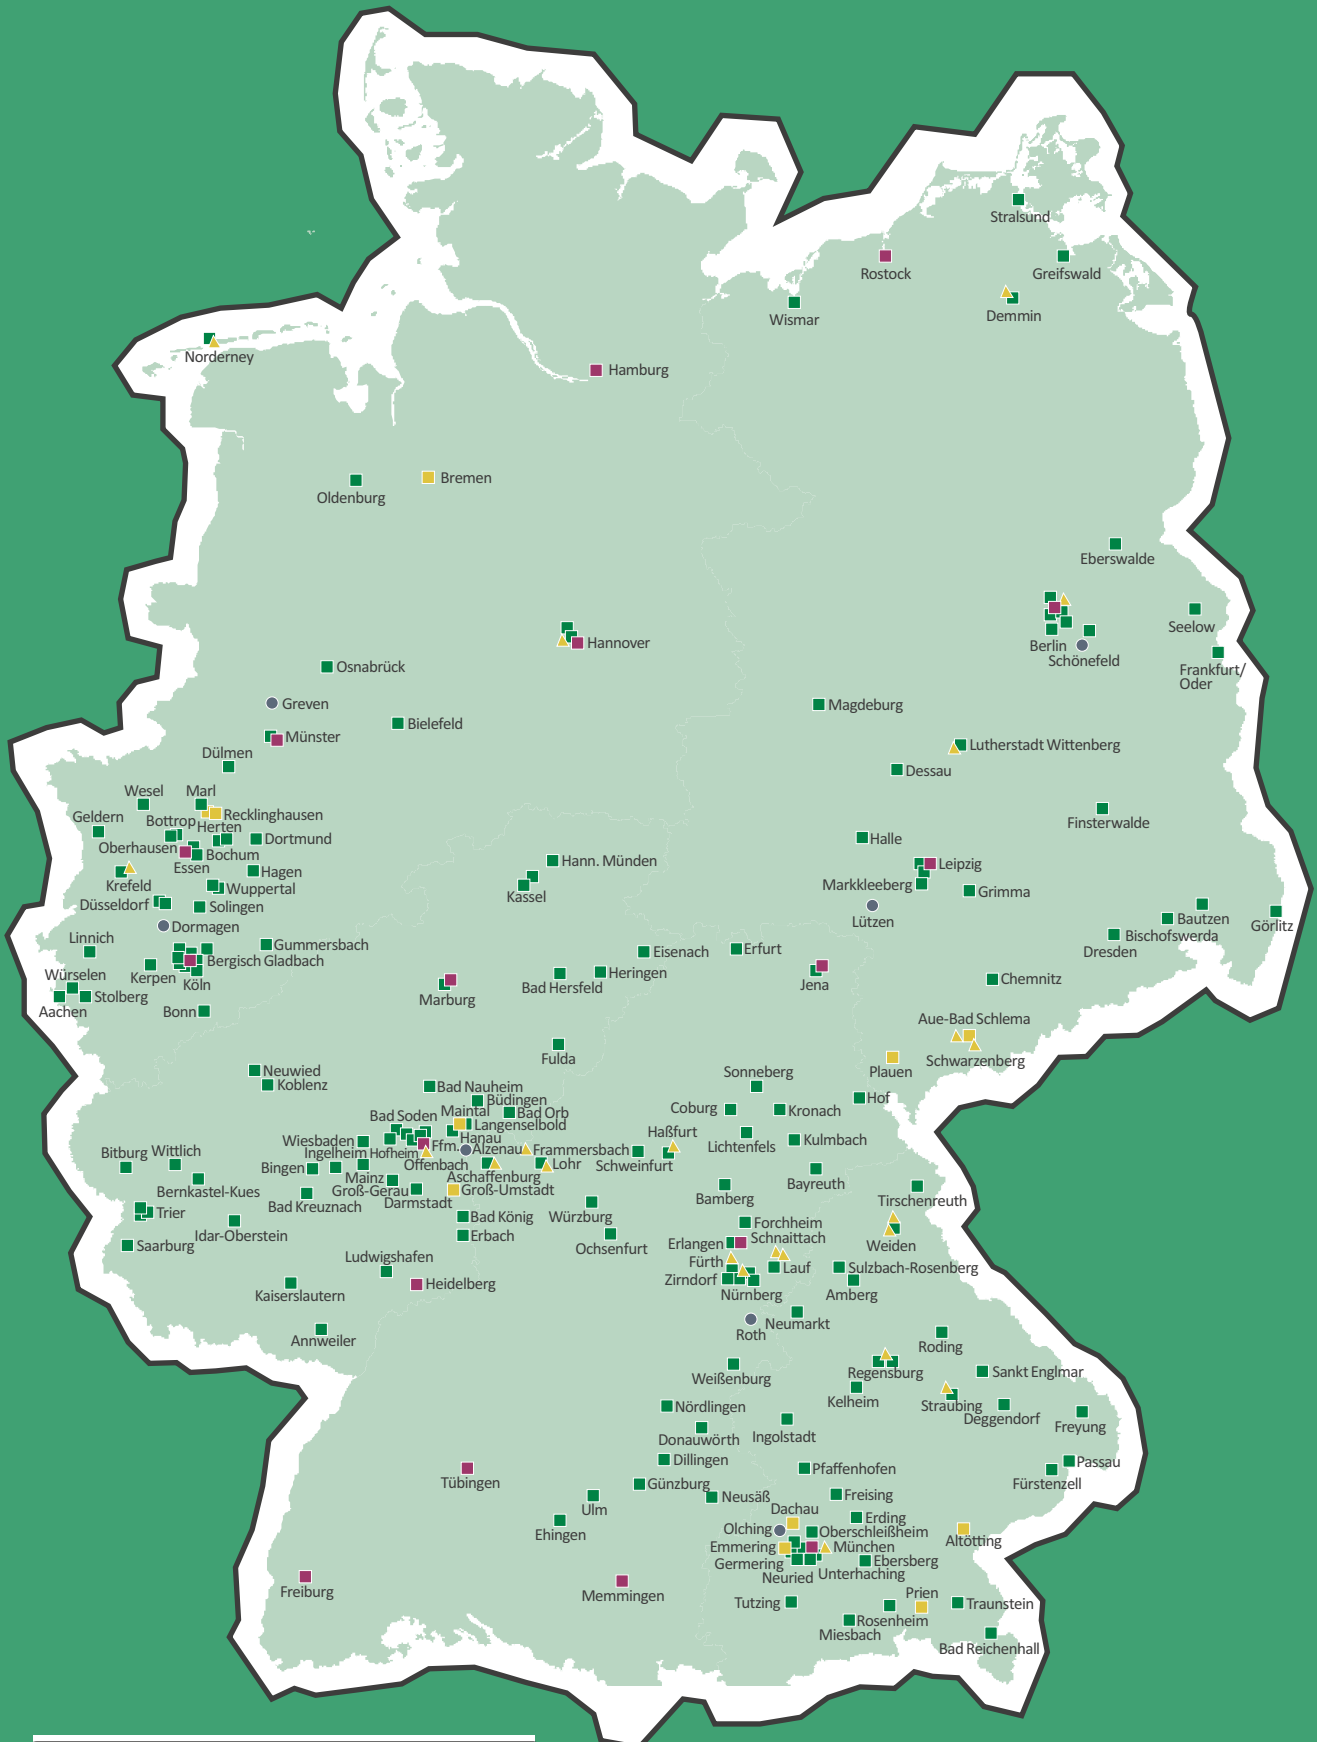 Stralsund
Rostock
Greifswald
Wismar
Demmin
Norderney
Hamburg
Bremen
Oldenburg
Eberswalde
Seelow
Hannover
Berlin
Schönefeld
Osnabrück
Frankfurt/
Oder
Greven
Magdeburg
Bielefeld
Münster
Lutherstadt Wittenberg
Dülmen
Dessau
Wesel
Marl
Recklinghausen
Geldern
Bottrop
Herten
Finsterwalde
Dortmund
Halle
Oberhausen
Bochum
Hann. Münden
Leipzig
Essen
Hagen
Krefeld
Wuppertal
Markkleeberg
Grimma
Kassel
Düsseldorf
Solingen
Lützen
Bautzen
Dormagen
Görlitz
Bischofswerda
Linnich
Gummersbach
Erfurt
Eisenach
Dresden
Bergisch Gladbach
Würselen
Kerpen
Heringen
Köln
Bad Hersfeld
Jena
Chemnitz
Stolberg
Marburg
Aachen
Bonn
Aue-Bad Schlema
Fulda
Schwarzenberg
Neuwied
Sonneberg
Plauen
Koblenz
Bad Nauheim
Büdingen
Hof
Coburg
Kronach
Bad Soden
Maintal
Bad Orb
Langenselbold
Haßfurt
Wiesbaden
Hanau
Lichtenfels
Kulmbach
Ingelheim
Hofheim
Ffm.
Alzenau
Frammersbach
Bitburg
Wittlich
Bingen
Offenbach
Lohr
Schweinfurt
Mainz
Aschaffenburg
Bayreuth
Bernkastel-Kues
Groß-Gerau
Groß-Umstadt
Bamberg
Tirschenreuth
Bad Kreuznach
Darmstadt
Trier
Bad König
Würzburg
Forchheim
Idar-Oberstein
Erbach
Schnaittach
Saarburg
Ochsenfurt
Erlangen
Weiden
Ludwigshafen
Fürth
Lauf
Sulzbach-Rosenberg
Heidelberg
Zirndorf
Kaiserslautern
Nürnberg
Amberg
Neumarkt
Annweiler
Roth
Roding
Weißenburg
Regensburg
Sankt Englmar
Kelheim
Straubing
Nördlingen
Deggendorf
Freyung
Donauwörth
Ingolstadt
Dillingen
Passau
Pfaffenhofen
Tübingen
Günzburg
Fürstenzell
Neusäß
Freising
Ulm
Dachau
Erding
Olching
Oberschleißheim
Ehingen
Altötting
Emmering
München
Germering
Ebersberg
Unterhaching
Neuried
Freiburg
Memmingen
Prien
Tutzing
Traunstein
Rosenheim
Miesbach
Bad Reichenhall